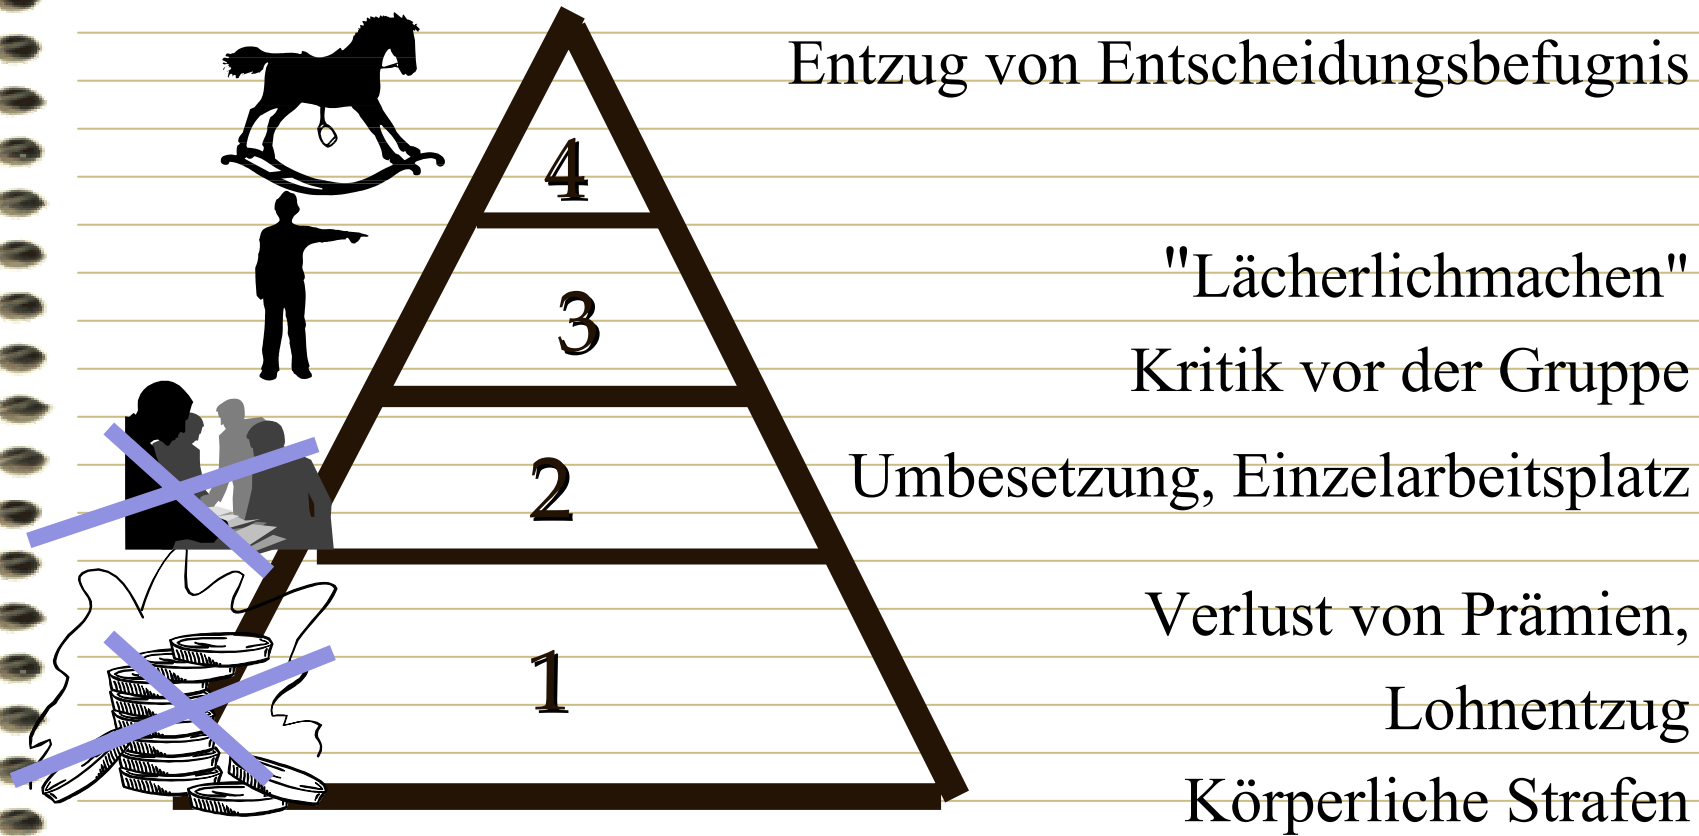 Entzug von Entscheidungsbefugnis
4
"Lächerlichmachen"
3
Kritik vor der Gruppe
Umbesetzung, Einzelarbeitsplatz
2
Verlust von Prämien,
1
Lohnentzug
Körperliche Strafen